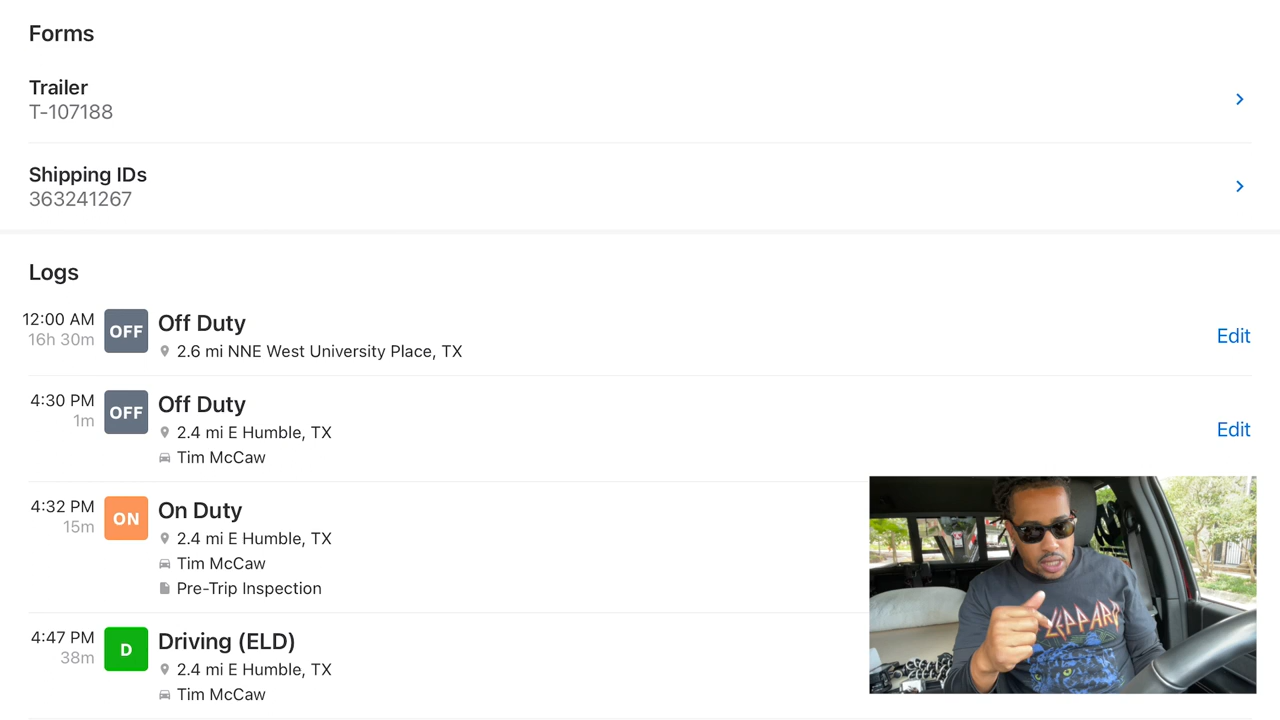 Forms
Trailer
T-107188
Shipping IDs
363241267
Logs
12:00 AM
16h 30m
OFF
Off Duty
2.6 mi NNE West University Place, TX
Edit
4:30 PM
1m
OFF
Off Duty
2.4 mi E Humble, TX
Tim McCaw
Edit
4:32 PM
15m
ON
On Duty
2.4 mi E Humble, TX
Tim McCaw
Pre-Trip Inspection
4:47 PM
38m
D
Driving (ELD)
2.4 mi E Humble, TX
Tim McCaw